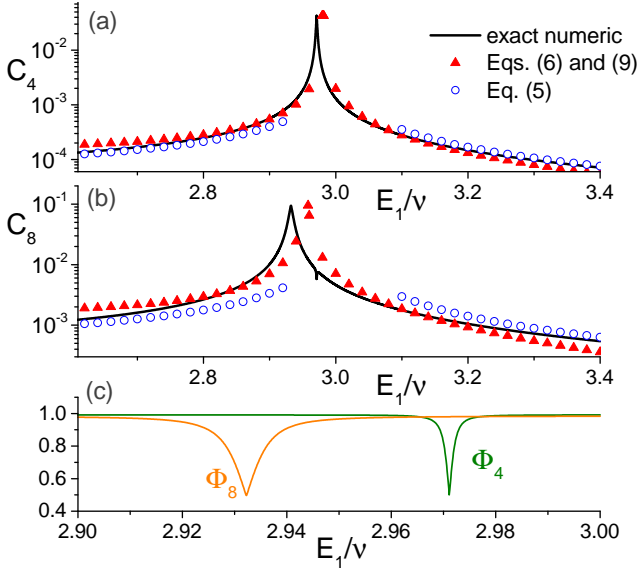 (a)
C₄
10⁻²
10⁻³
10⁻⁴
exact numeric
Eqs. (6) and (9)
Eq. (5)
2.8 3.0 3.2 3.4
E₁/ν
(b)
C₈
10⁻¹
10⁻²
10⁻³
2.8 3.0 3.2 3.4
E₁/ν
(c)
1.0
0.8
0.6
0.4
Φ₈
Φ₄
2.90 2.92 2.94 2.96 2.98 3.00
E₁/ν